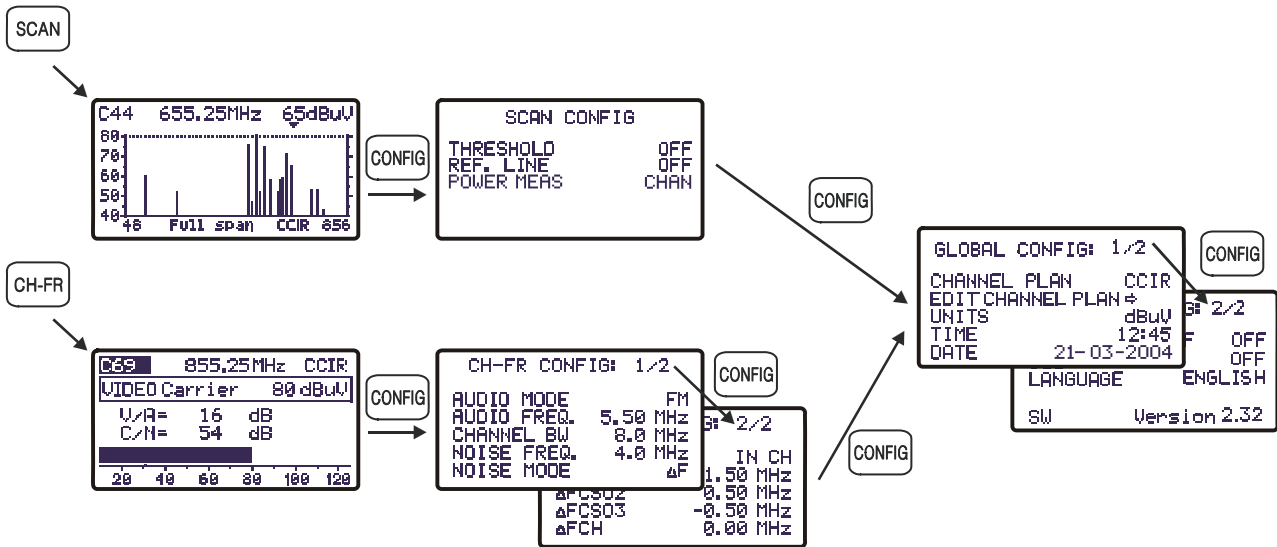 SCAN
C44 655.25MHz 65dBuV
80
70
60
50
40
48 Full span CCIR 856
CONFIG
SCAN CONFIG
THRESHOLD OFF
REF. LINE OFF
POWER MEAS CHAN
CONFIG
CH-FR
C69 855.25MHz CCIR
VIDEO Carrier 80 dBuV
V/A= 16 dB
C/N= 54 dB
20 40 60 80 100 120
CONFIG
CH-FR CONFIG: 1/2
AUDIO MODE FM
AUDIO FREQ. 5.50 MHz
CHANNEL BW 8.0 MHz
NOISE FREQ. 4.0 MHz
NOISE MODE ΔF
CONFIG
G: 2/2
IN CH
1.50 MHz
ΔFCSO2 0.50 MHz
ΔFCSO3 -0.50 MHz
ΔFCH 0.00 MHz
CONFIG
GLOBAL CONFIG: 1/2
CHANNEL PLAN CCIR
EDIT CHANNEL PLAN ⇨
UNITS dBuV
TIME 12:45
DATE 21-03-2004
CONFIG
G: 2/2
F OFF
OFF
LANGUAGE ENGLISH
SW Version 2.32